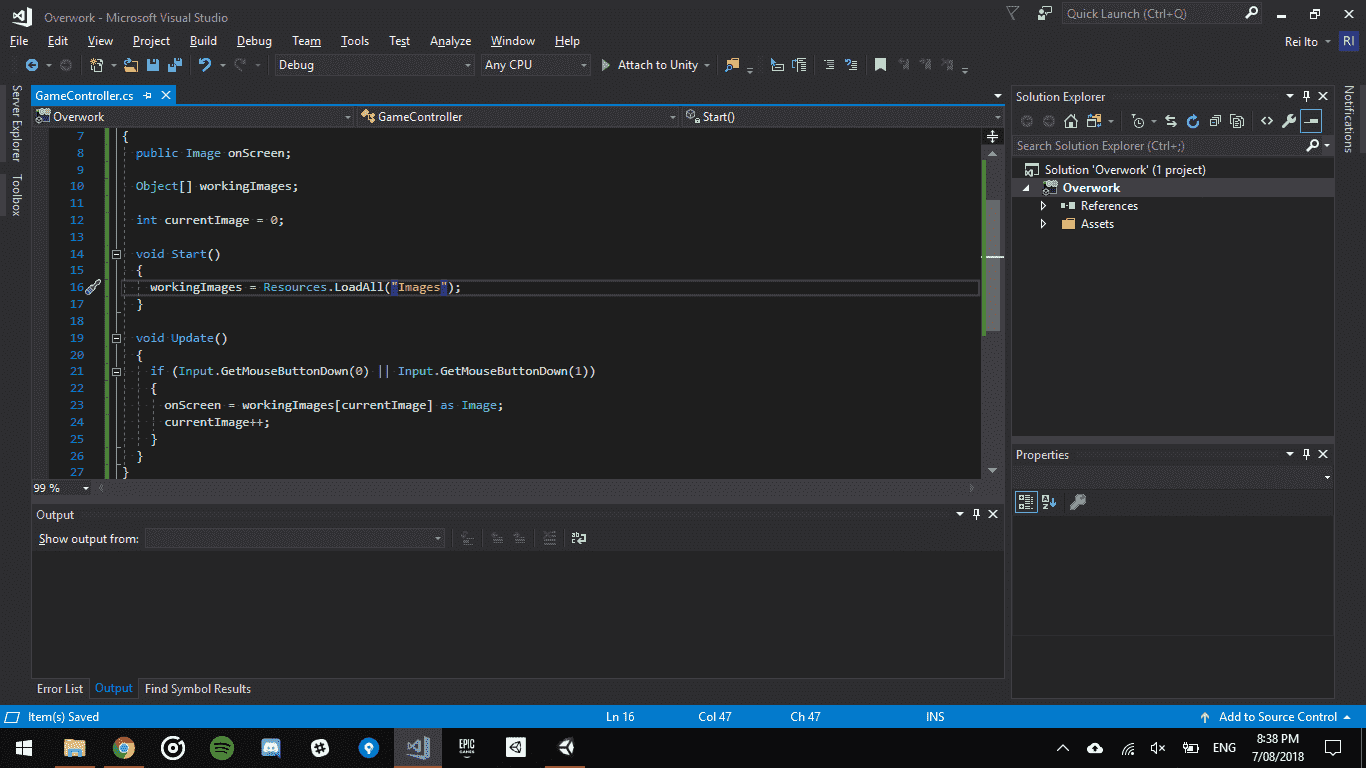 Overwork - Microsoft Visual Studio
Quick Launch (Ctrl+Q)
File Edit View Project Build Debug Team Tools Test Analyze Window Help
Rei Ito RI
Debug Any CPU Attach to Unity
Server Explorer
Toolbox
GameController.cs
Overwork GameController Start()
7 {
8 public Image onScreen;
9
10 Object[] workingImages;
11
12 int currentImage = 0;
13
14 void Start()
15 {
16 workingImages = Resources.LoadAll("Images");
17 }
18
19 void Update()
20 {
21 if (Input.GetMouseButtonDown(0) || Input.GetMouseButtonDown(1))
22 {
23 onScreen = workingImages[currentImage] as Image;
24 currentImage++;
25 }
26 }
27 }
99 %
Output
Show output from:
Error List Output Find Symbol Results
Solution Explorer
Search Solution Explorer (Ctrl+;)
Solution 'Overwork' (1 project)
Overwork
References
Assets
Properties
Notifications
Item(s) Saved Ln 16 Col 47 Ch 47 INS Add to Source Control
EPIC GAMES
ENG
8:38 PM
7/08/2018